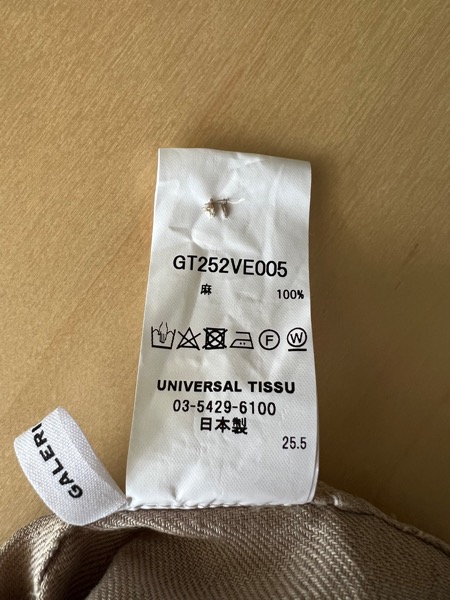 GT252VE005
麻 100%
F W
UNIVERSAL TISSU
03-5429-6100
日本製
25.5
GALERI